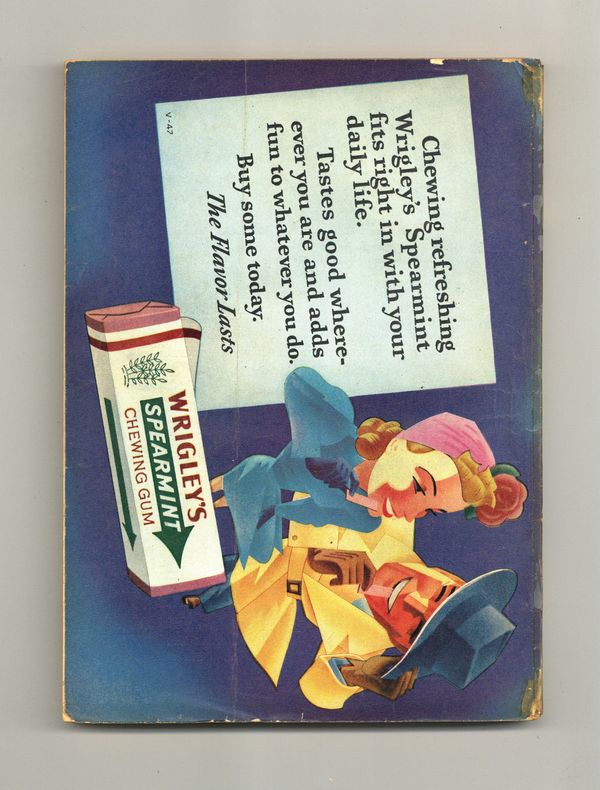 Chewing refreshing
Wrigley's Spearmint
fits right in with your
daily life.
Tastes good where-
ever you are and adds
fun to whatever you do.
Buy some today.
The Flavor Lasts
V-47
WRIGLEY'S
SPEARMINT
CHEWING GUM